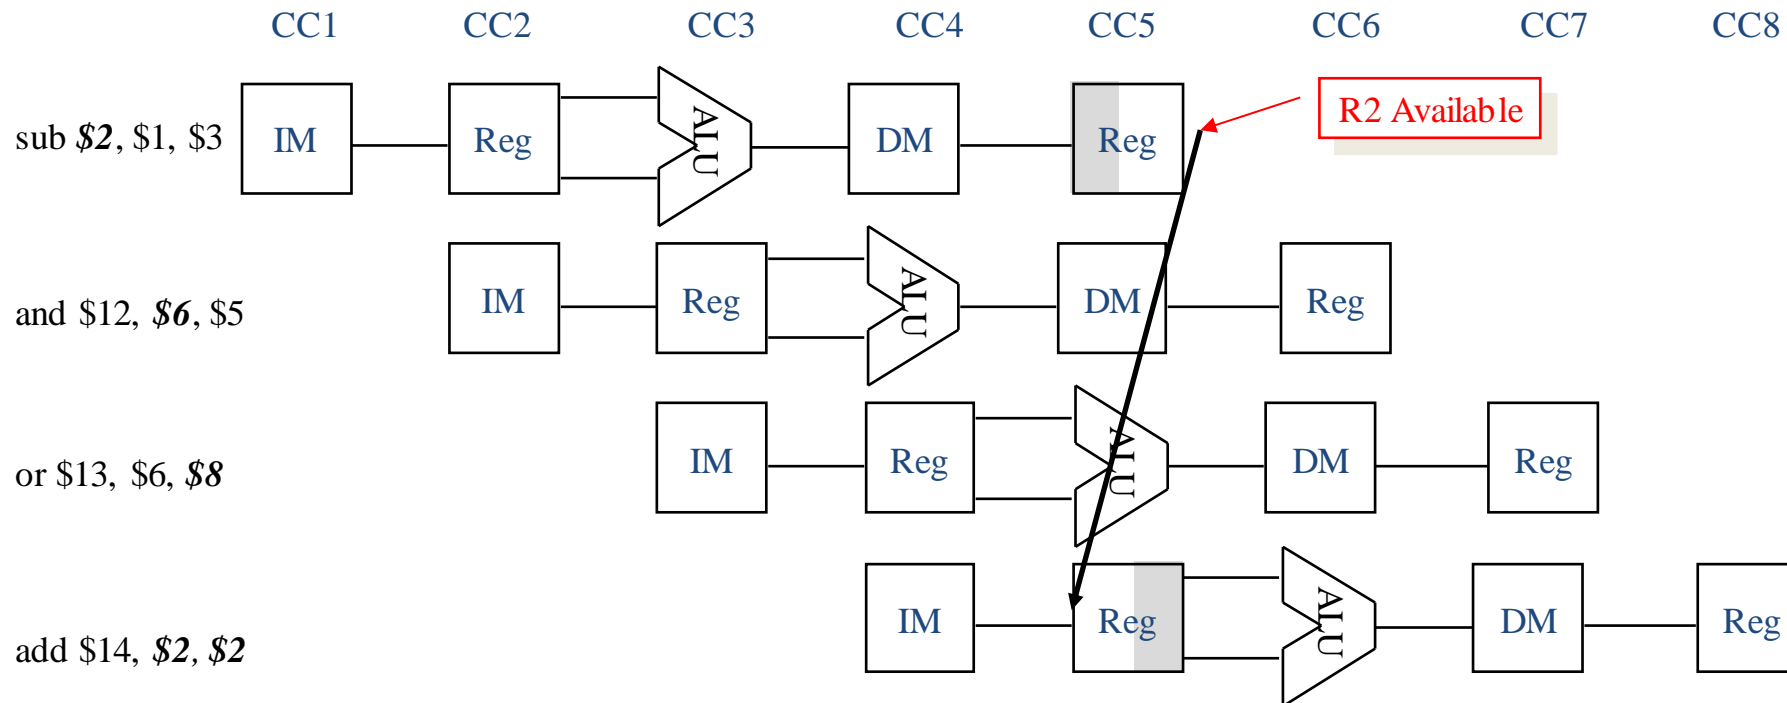 CC1 CC2 CC3 CC4 CC5 CC6 CC7 CC8
R2 Available
sub $2, $1, $3 IM Reg ALU DM Reg
and $12, $6, $5 IM Reg ALU DM Reg
or $13, $6, $8 IM Reg ALU DM Reg
add $14, $2, $2 IM Reg ALU DM Reg